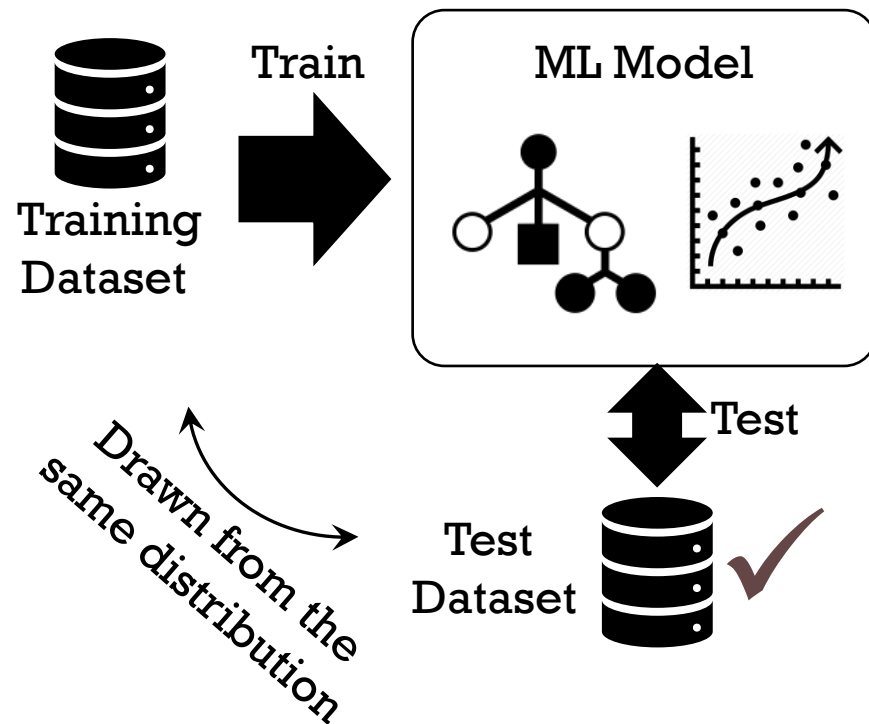 Train
ML Model
Training
Dataset
Test
Drawn from the
same distribution
Test
Dataset